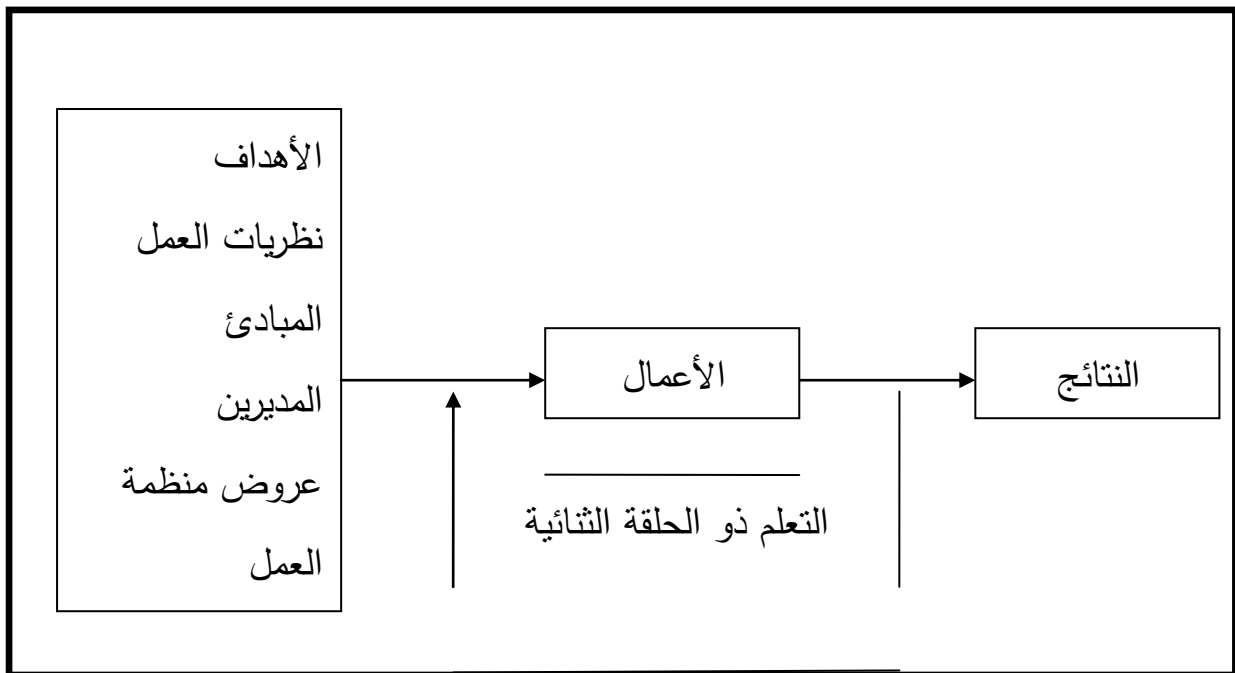 الأهداف
نظريات العمل
المبادئ
المديرين
عروض منظمة
العمل
الأعمال
النتائج
التعلم ذو الحلقة الثنائية